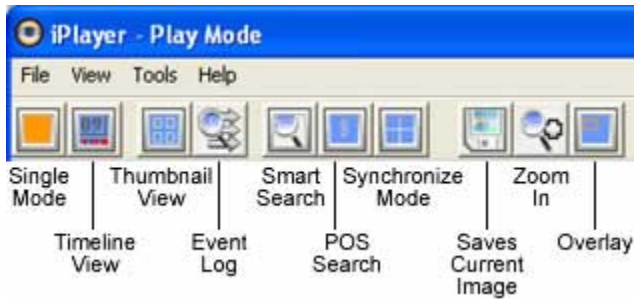 iPlayer - Play Mode
File View Tools Help
Single Mode
Thumbnail View
Smart Search
Synchronize Mode
Zoom In
Timeline View
Event Log
POS Search
Saves Current Image
Overlay